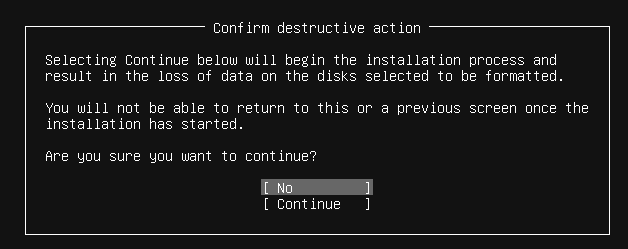 Confirm destructive action
Selecting Continue below will begin the installation process and
result in the loss of data on the disks selected to be formatted.
You will not be able to return to this or a previous screen once the
installation has started.
Are you sure you want to continue?
[ No ]
[ Continue ]